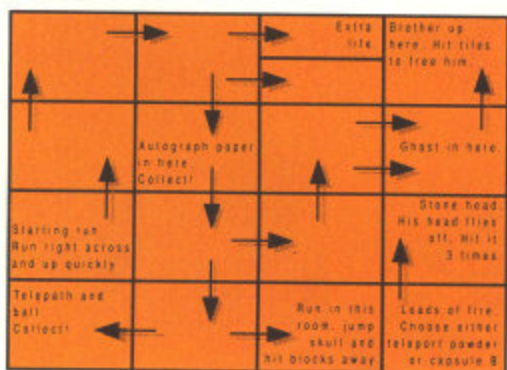 Extra
life
Brother up
here. Hit tiles
to free him.
Autograph paper
in here.
Collect!
Ghost in here
Starting run
Run right across
and up quickly
Stone head.
His head flies
off. Hit it
3 times
Telepath and
ball
Collect!
Run in this
room, jump
skull and
hit blocks away
Loads of fire.
Choose either
teleport powder
or capsule B